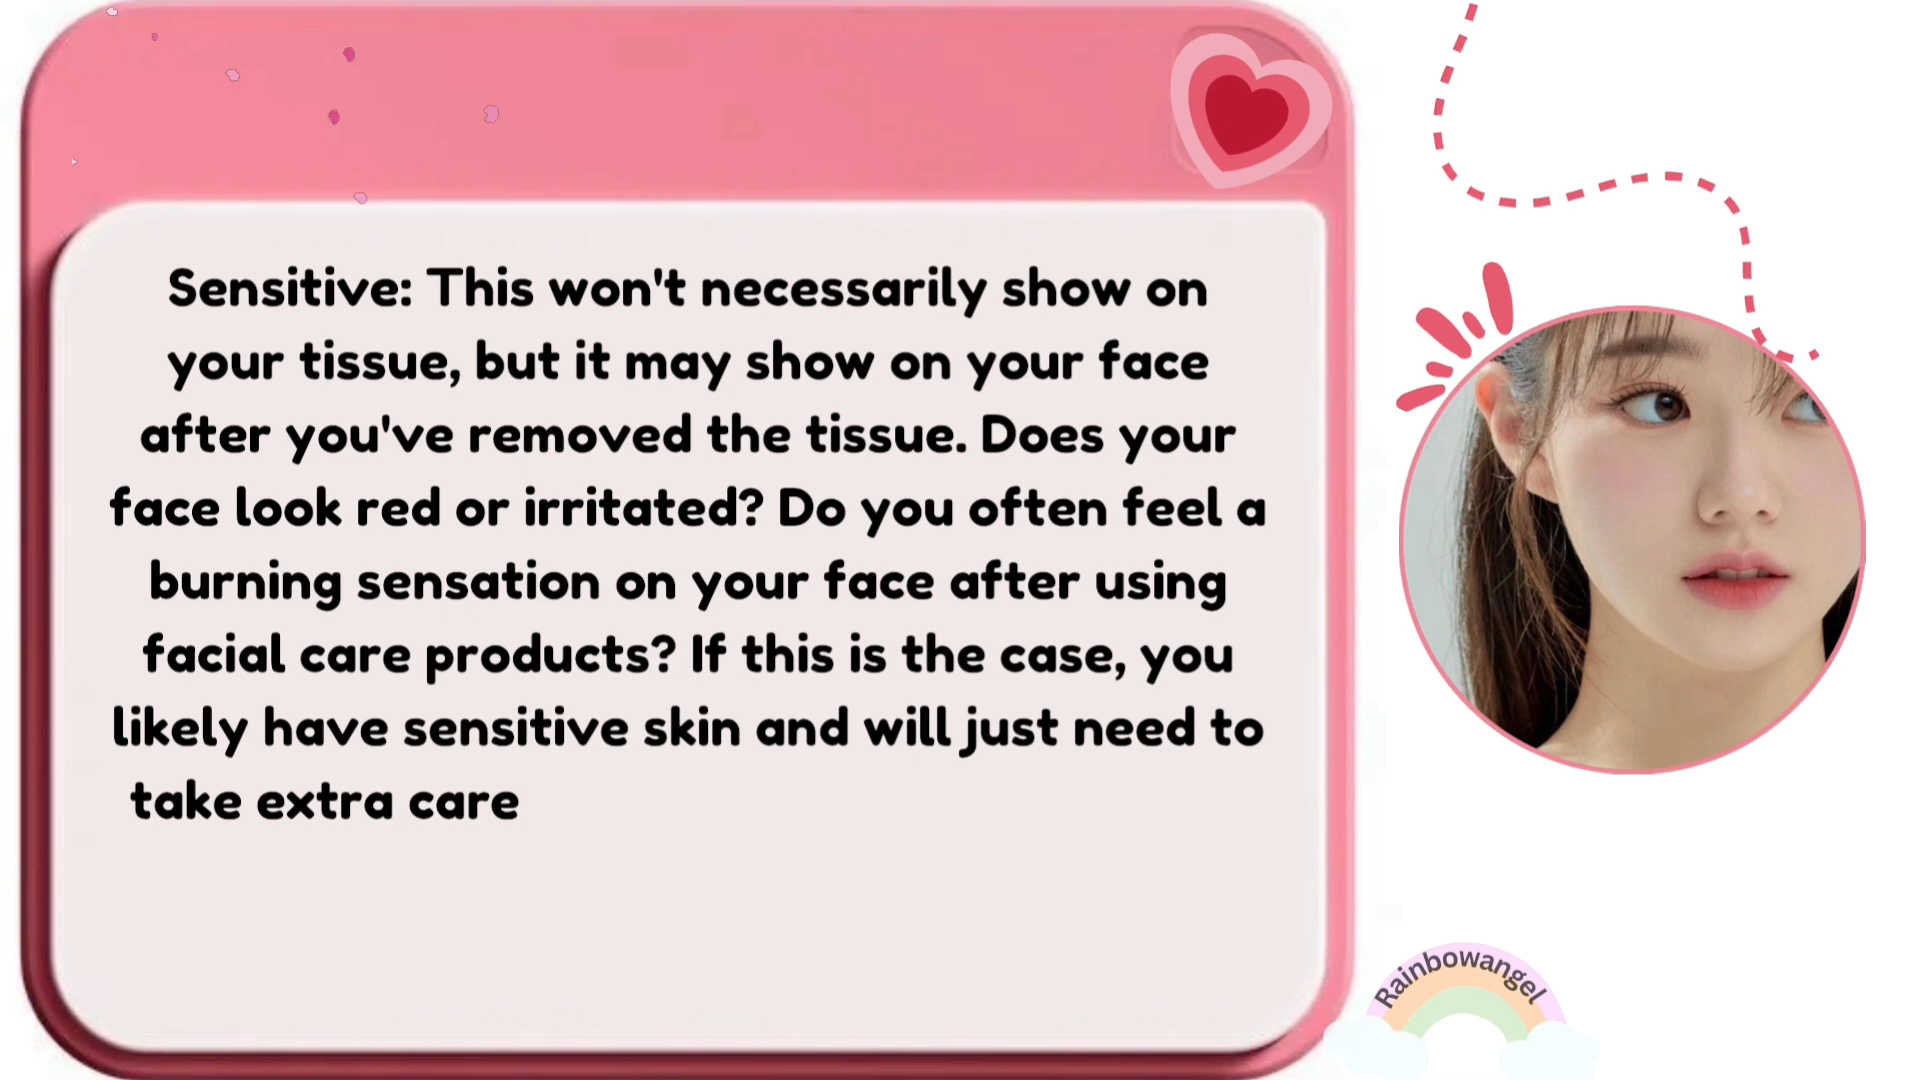 Sensitive: This won't necessarily show on
your tissue, but it may show on your face
after you've removed the tissue. Does your
face look red or irritated? Do you often feel a
burning sensation on your face after using
facial care products? If this is the case, you
likely have sensitive skin and will just need to
take extra care
Rainbowangel